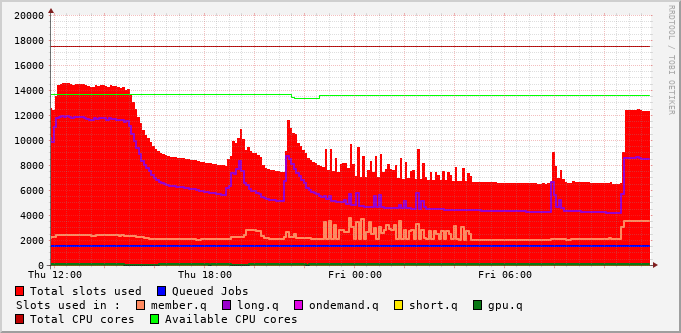 20000
18000
16000
14000
12000
10000
8000
6000
4000
2000
0
Thu 12:00 Thu 18:00 Fri 00:00 Fri 06:00
Total slots used Queued Jobs
Slots used in : member.q long.q ondemand.q short.q gpu.q
Total CPU cores Available CPU cores
RRDTOOL / TOBI OETIKER